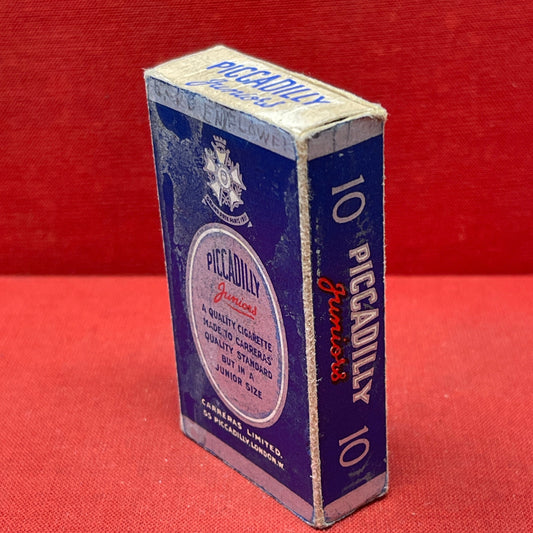 PICCADILLY
Juniors
PICCADILLY
Juniors
A QUALITY CIGARETTE
MADE TO CARRERAS'
QUALITY STANDARD
BUT IN A
JUNIOR SIZE
CARRERAS LIMITED.
55 PICCADILLY, LONDON.W.
10 PICCADILLY 10
Juniors